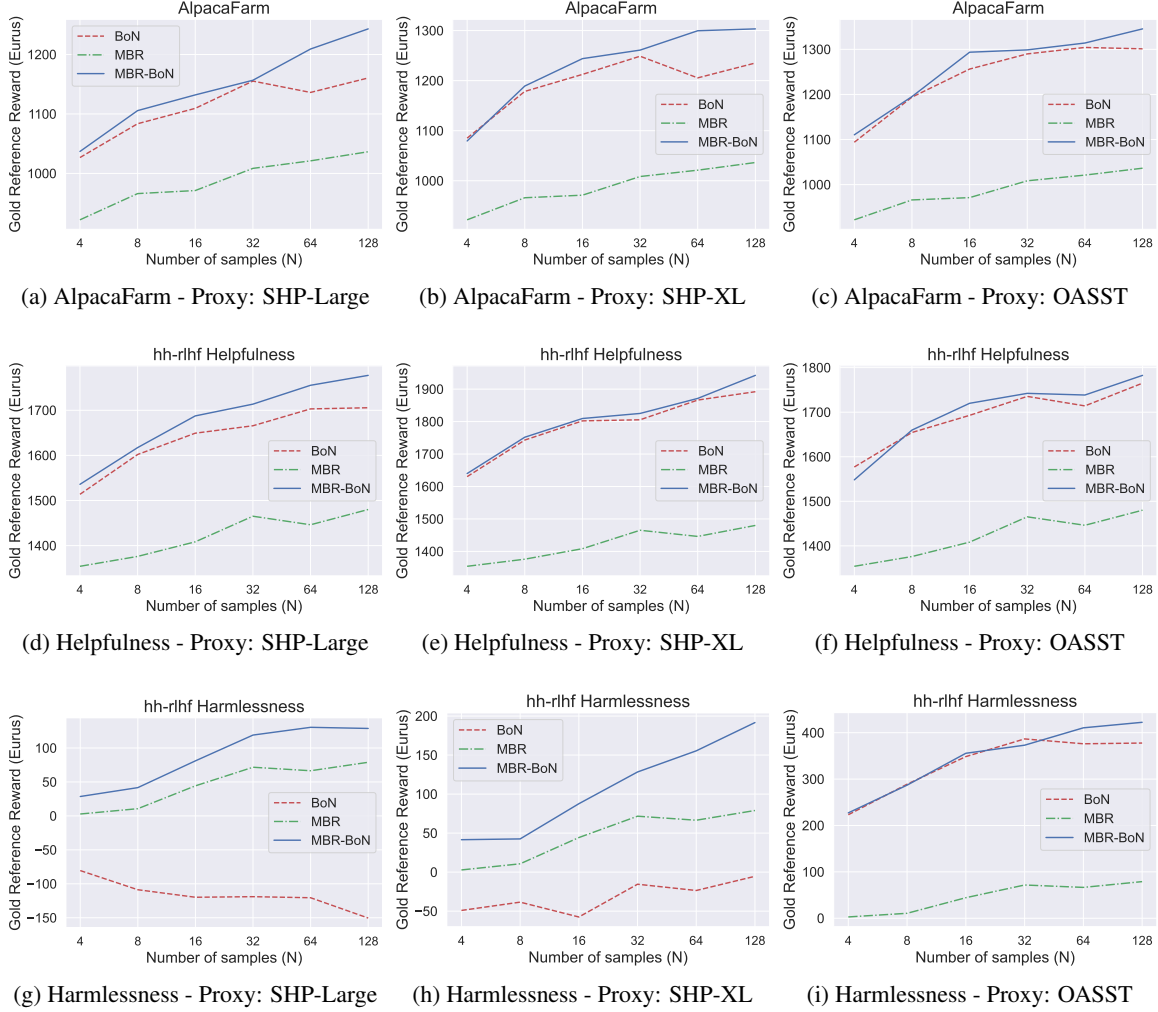 AlpacaFarm
Gold Reference Reward (Eurus)
1200
1100
1000
BoN
MBR
MBR-BoN
4 8 16 32 64 128
Number of samples (N)
(a) AlpacaFarm - Proxy: SHP-Large
AlpacaFarm
Gold Reference Reward (Eurus)
1300
1200
1100
1000
BoN
MBR
MBR-BoN
4 8 16 32 64 128
Number of samples (N)
(b) AlpacaFarm - Proxy: SHP-XL
AlpacaFarm
Gold Reference Reward (Eurus)
1300
1200
1100
1000
BoN
MBR
MBR-BoN
4 8 16 32 64 128
Number of samples (N)
(c) AlpacaFarm - Proxy: OASST
hh-rlhf Helpfulness
Gold Reference Reward (Eurus)
1700
1600
1500
1400
BoN
MBR
MBR-BoN
4 8 16 32 64 128
Number of samples (N)
(d) Helpfulness - Proxy: SHP-Large
hh-rlhf Helpfulness
Gold Reference Reward (Eurus)
1900
1800
1700
1600
1500
1400
BoN
MBR
MBR-BoN
4 8 16 32 64 128
Number of samples (N)
(e) Helpfulness - Proxy: SHP-XL
hh-rlhf Helpfulness
Gold Reference Reward (Eurus)
1800
1700
1600
1500
1400
BoN
MBR
MBR-BoN
4 8 16 32 64 128
Number of samples (N)
(f) Helpfulness - Proxy: OASST
hh-rlhf Harmlessness
Gold Reference Reward (Eurus)
100
50
0
−50
−100
−150
BoN
MBR
MBR-BoN
4 8 16 32 64 128
Number of samples (N)
(g) Harmlessness - Proxy: SHP-Large
hh-rlhf Harmlessness
Gold Reference Reward (Eurus)
200
150
100
50
0
−50
BoN
MBR
MBR-BoN
4 8 16 32 64 128
Number of samples (N)
(h) Harmlessness - Proxy: SHP-XL
hh-rlhf Harmlessness
Gold Reference Reward (Eurus)
400
300
200
100
0
BoN
MBR
MBR-BoN
4 8 16 32 64 128
Number of samples (N)
(i) Harmlessness - Proxy: OASST